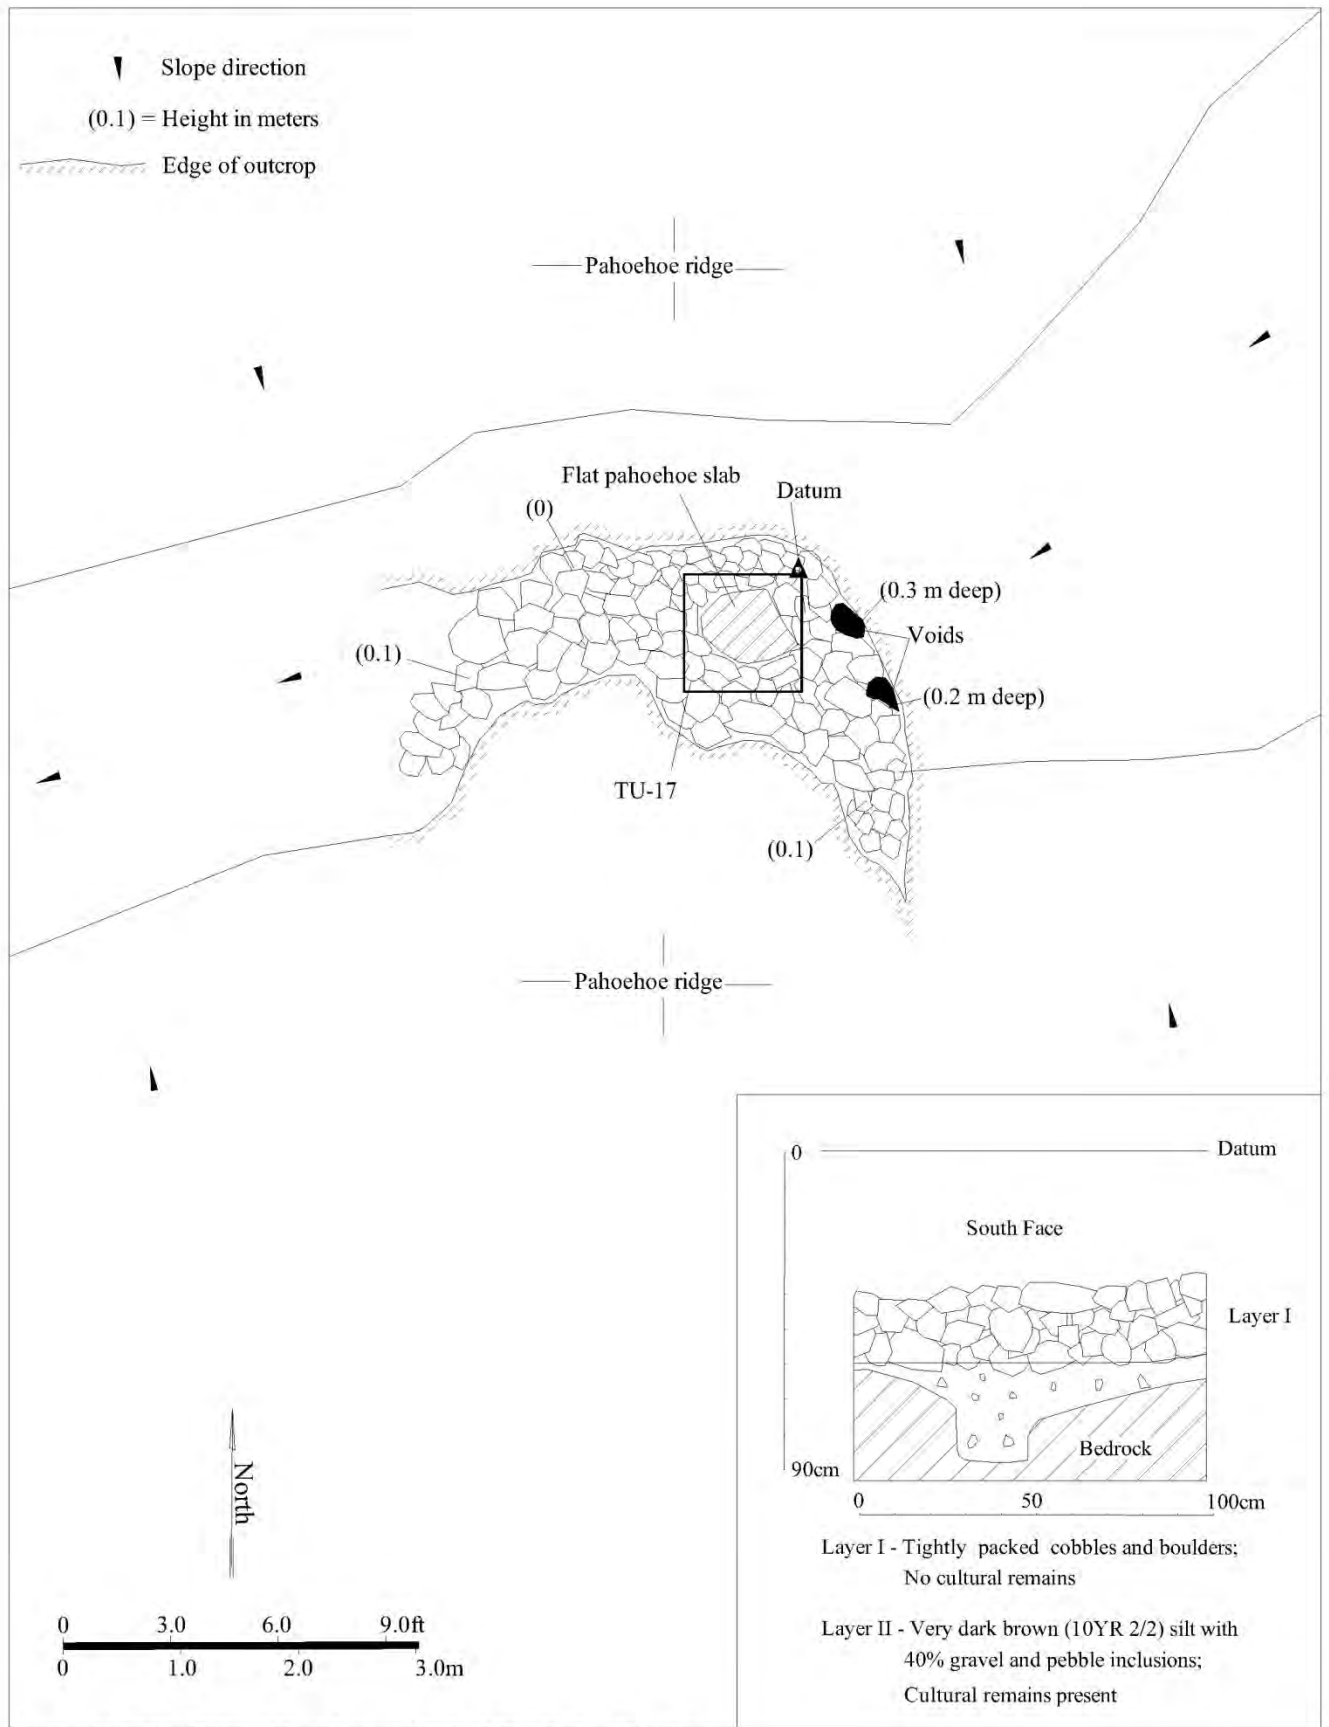 Slope direction
(0.1) = Height in meters
Edge of outcrop
Pahoehoe ridge
Flat pahoehoe slab
Datum
(0)
(0.3 m deep)
Voids
(0.1)
(0.2 m deep)
TU-17
(0.1)
Pahoehoe ridge
0
Datum
South Face
Layer I
Bedrock
90cm
0 50 100cm
Layer I - Tightly packed cobbles and boulders;
No cultural remains
Layer II - Very dark brown (10YR 2/2) silt with
40% gravel and pebble inclusions;
Cultural remains present
North
0 3.0 6.0 9.0ft
0 1.0 2.0 3.0m